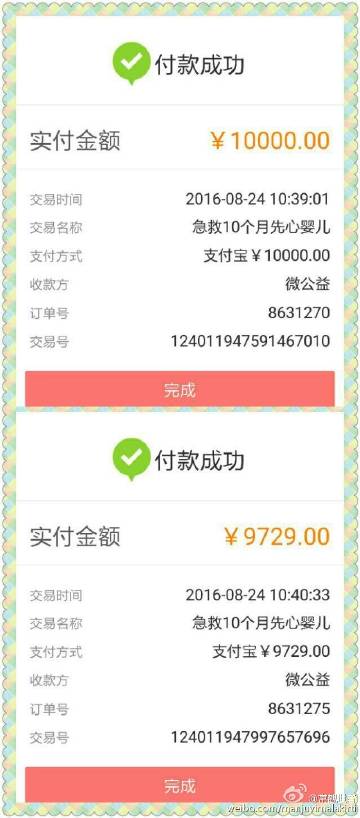 付款成功
实付金额 ￥10000.00
交易时间 2016-08-24 10:39:01
交易名称 急救10个月先心婴儿
支付方式 支付宝￥10000.00
收款方 微公益
订单号 8631270
交易号 124011947591467010
完成
付款成功
实付金额 ￥9729.00
交易时间 2016-08-24 10:40:33
交易名称 急救10个月先心婴儿
支付方式 支付宝￥9729.00
收款方 微公益
订单号 8631275
交易号 124011947997657696
完成